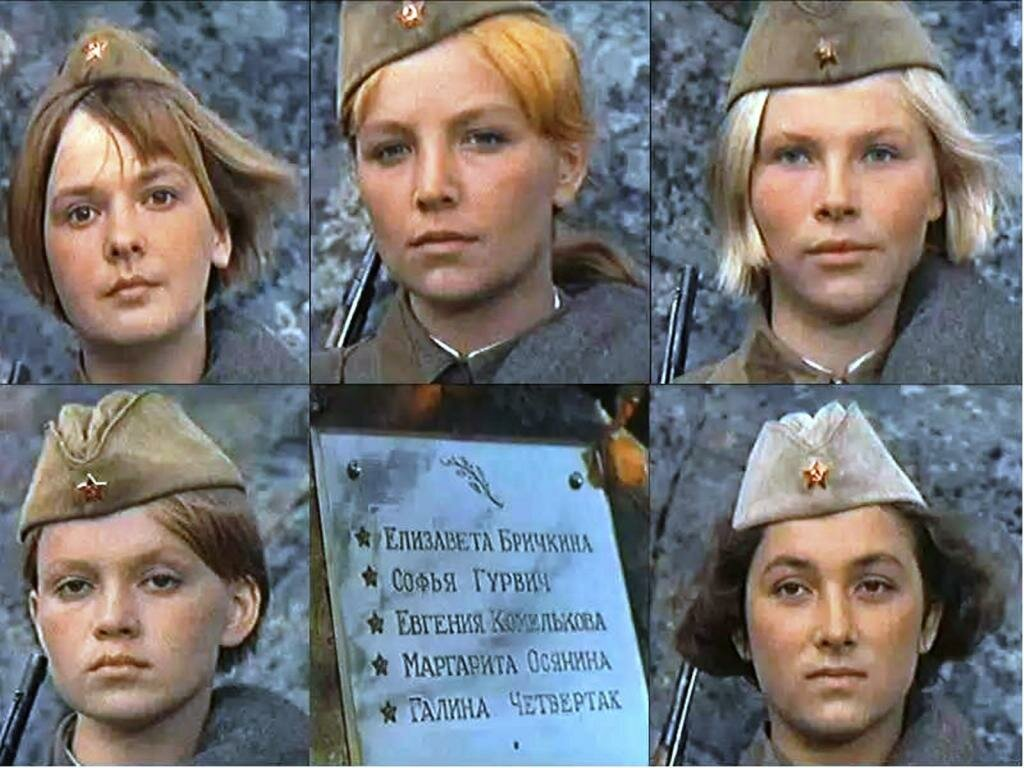 Елизавета Бричкина
Софья Гурвич
Евгения Комелькова
Маргарита Осянина
Галина Четвертак